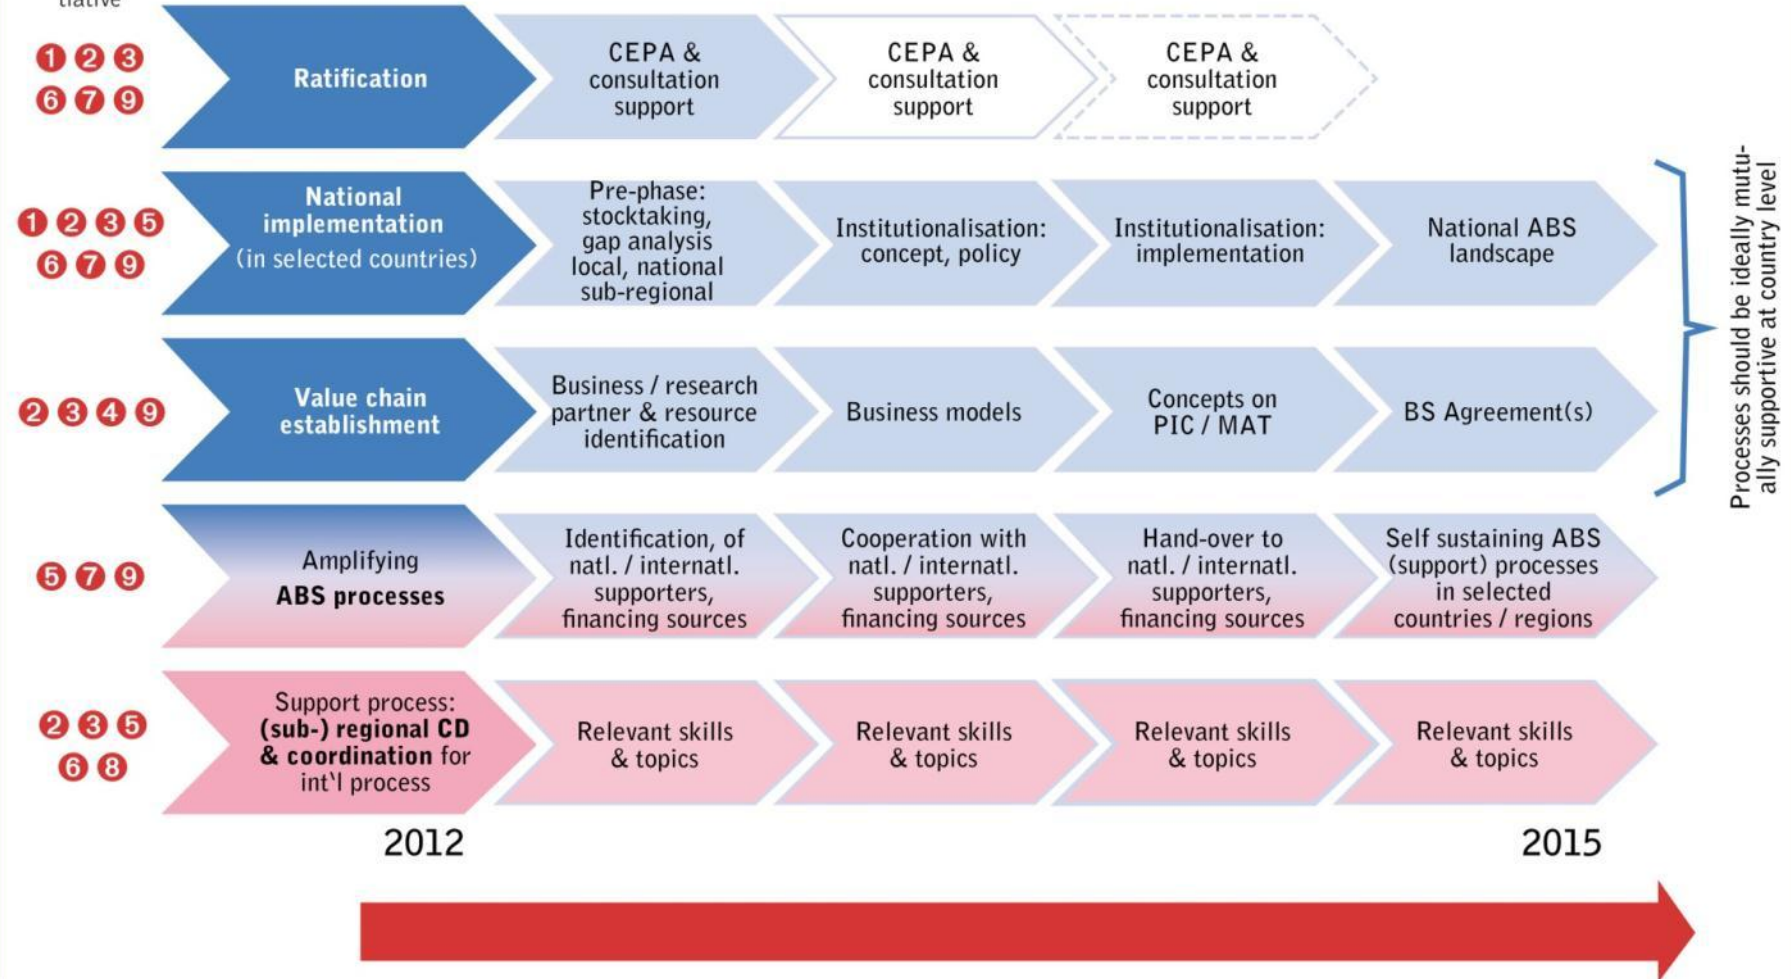 tiative
1 2 3
6 7 9
Ratification
CEPA &
consultation
support
CEPA &
consultation
support
CEPA &
consultation
support
1 2 3 5
6 7 9
National
implementation
(in selected countries)
Pre-phase:
stocktaking,
gap analysis
local, national
sub-regional
Institutionalisation:
concept, policy
Institutionalisation:
implementation
National ABS
landscape
2 3 4 9
Value chain
establishment
Business / research
partner & resource
identification
Business models
Concepts on
PIC / MAT
BS Agreement(s)
Processes should be ideally mutu-
ally supportive at country level
5 7 9
Amplifying
ABS processes
Identification, of
natl. / internatl.
supporters,
financing sources
Cooperation with
natl. / internatl.
supporters,
financing sources
Hand-over to
natl. / internatl.
supporters,
financing sources
Self sustaining ABS
(support) processes
in selected
countries / regions
2 3 5
6 8
Support process:
(sub-) regional CD
& coordination for
int'l process
Relevant skills
& topics
Relevant skills
& topics
Relevant skills
& topics
Relevant skills
& topics
2012
2015